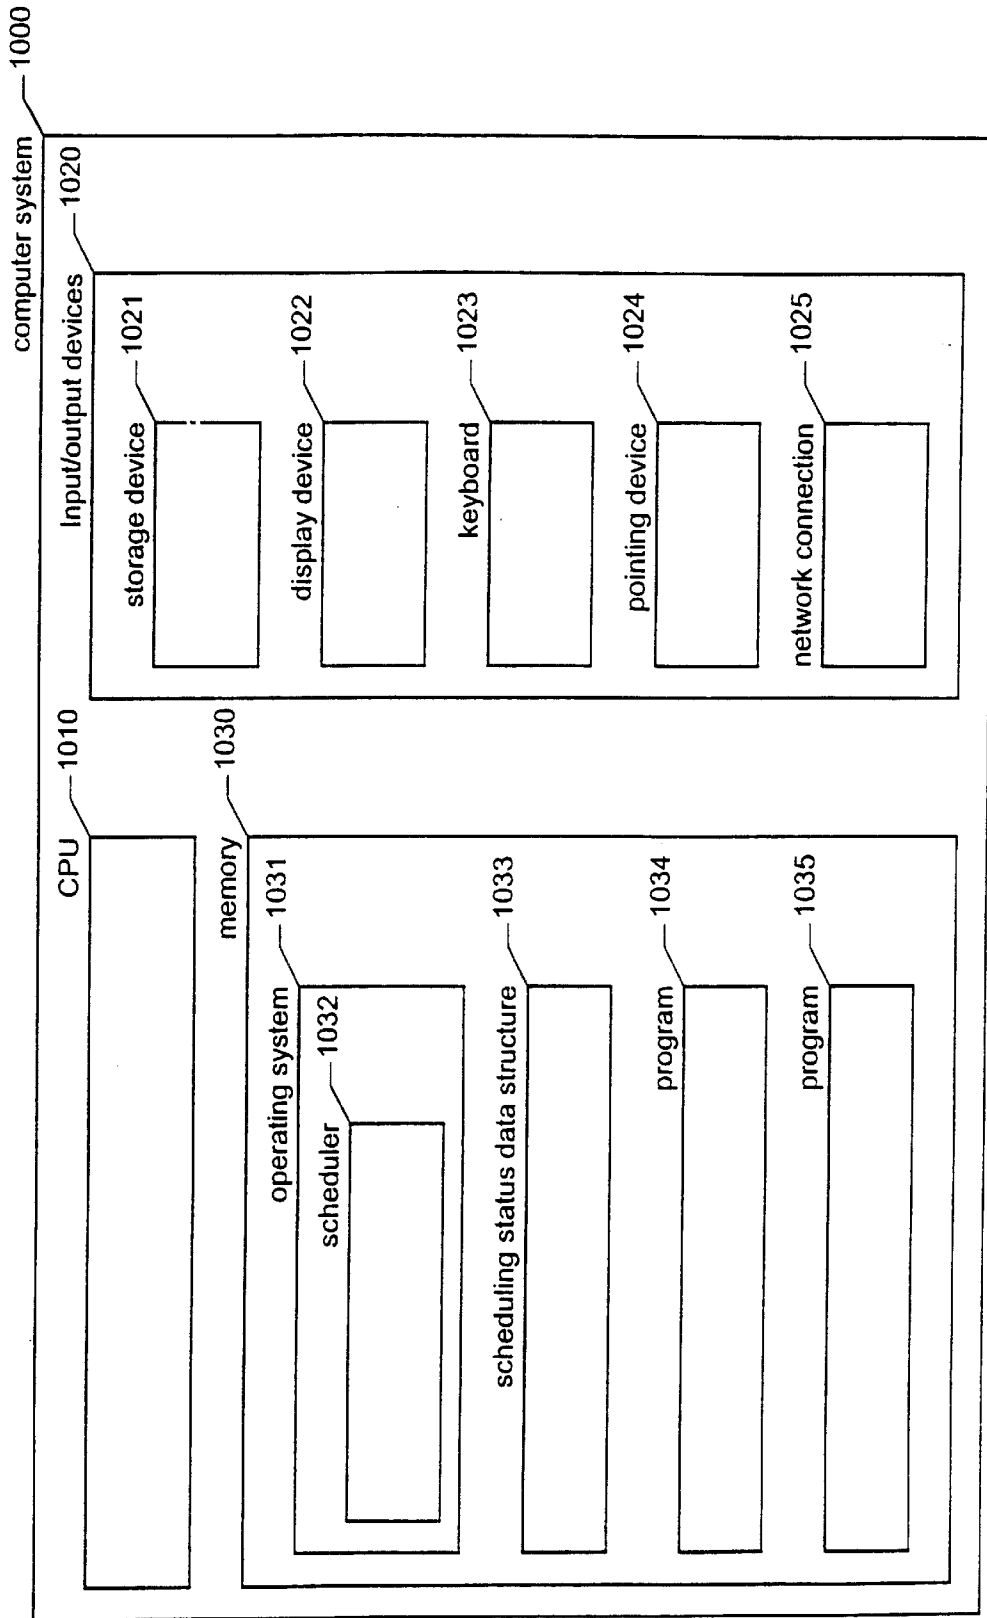 computer system
1000
CPU
1010
memory
1030
operating system
1031
scheduler
1032
scheduling status data structure
1033
program
1034
program
1035
Input/output devices
1020
storage device
1021
display device
1022
keyboard
1023
pointing device
1024
network connection
1025